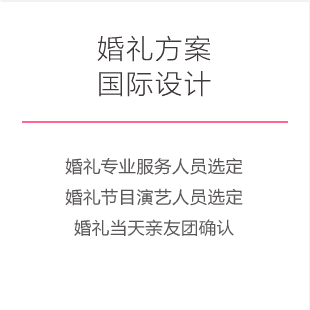 婚礼方案
国际设计
婚礼专业服务人员选定
婚礼节目演艺人员选定
婚礼当天亲友团确认